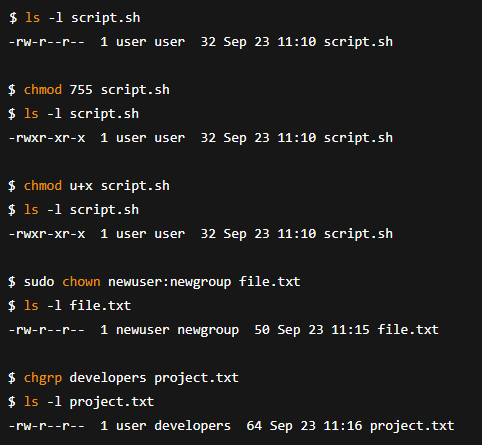 $ ls -l script.sh
-rw-r--r--  1 user user  32 Sep 23 11:10 script.sh
$ chmod 755 script.sh
$ ls -l script.sh
-rwxr-xr-x  1 user user  32 Sep 23 11:10 script.sh
$ chmod u+x script.sh
$ ls -l script.sh
-rwxr-xr-x  1 user user  32 Sep 23 11:10 script.sh
$ sudo chown newuser:newgroup file.txt
$ ls -l file.txt
-rw-r--r--  1 newuser newgroup  50 Sep 23 11:15 file.txt
$ chgrp developers project.txt
$ ls -l project.txt
-rw-r--r--  1 user developers  64 Sep 23 11:16 project.txt